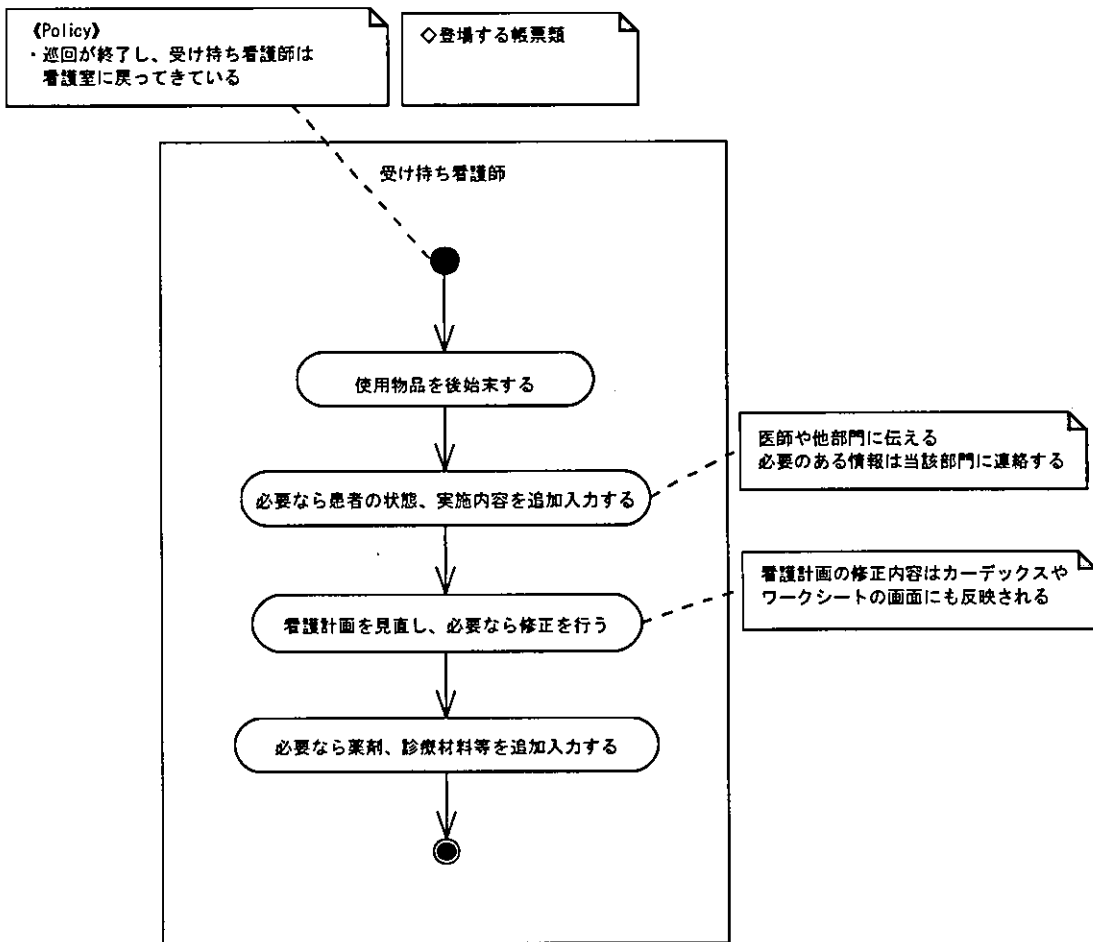 《Policy》
・巡回が終了し、受け持ち看護師は
看護室に戻ってきている
◇登場する帳票類
受け持ち看護師
使用物品を後始末する
医師や他部門に伝える
必要のある情報は当該部門に連絡する
必要なら患者の状態、実施内容を追加入力する
看護計画の修正内容はカーデックスや
ワークシートの画面にも反映される
看護計画を見直し、必要なら修正を行う
必要なら薬剤、診療材料等を追加入力する